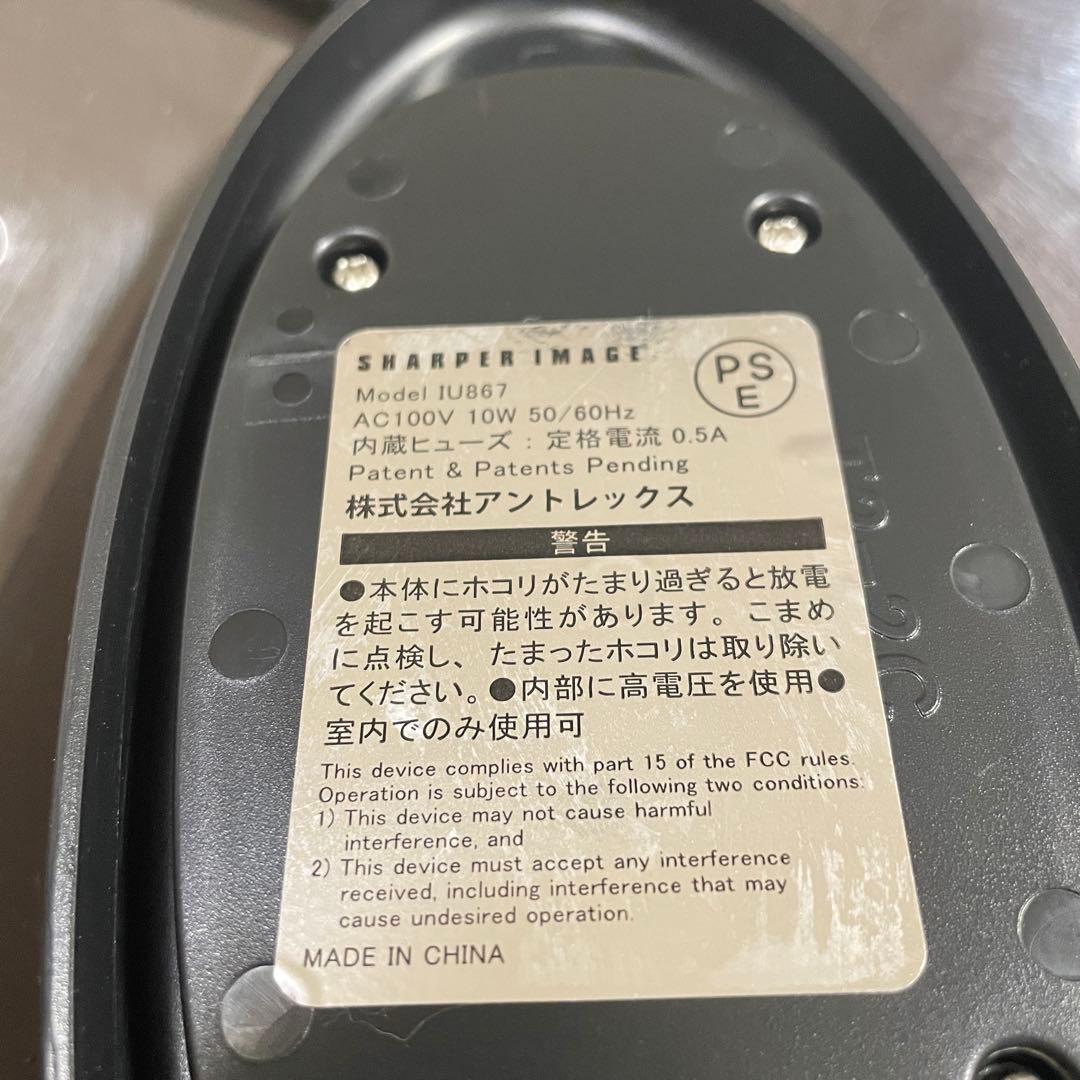 SHARPER IMAGE
PSE
Model IU867
AC100V 10W 50/60Hz
内蔵ヒューズ：定格電流 0.5A
Patent & Patents Pending
株式会社アントレックス
警告
●本体にホコリがたまり過ぎると放電
を起こす可能性があります。こまめ
に点検し、たまったホコリは取り除い
てください。●内部に高電圧を使用●
室内でのみ使用可
This device complies with part 15 of the FCC rules.
Operation is subject to the following two conditions:
1) This device may not cause harmful
interference, and
2) This device must accept any interference
received, including interference that may
cause undesired operation.
MADE IN CHINA